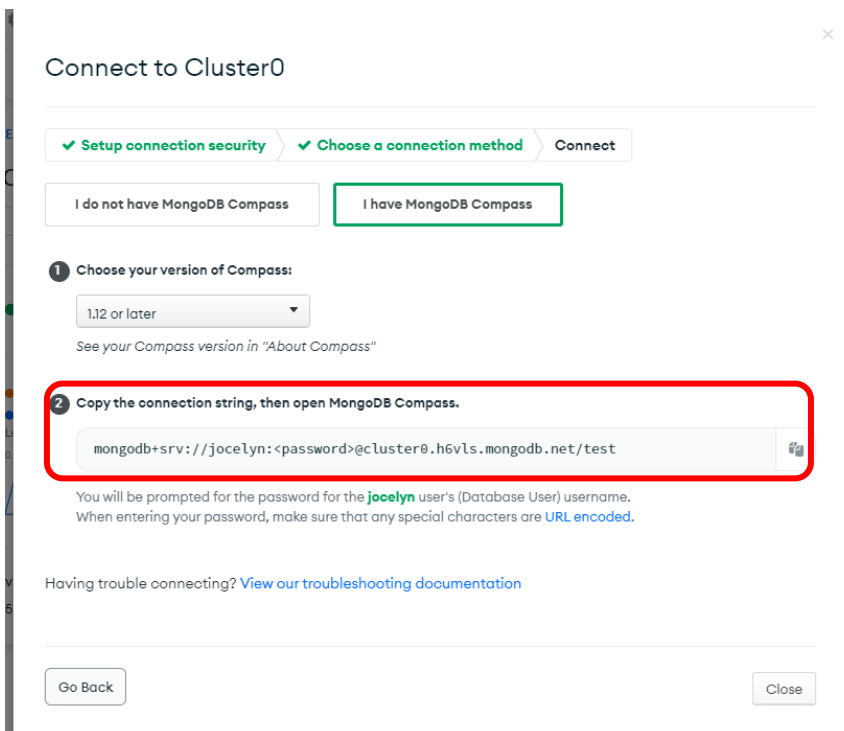 Connect to Cluster0
Setup connection security Choose a connection method Connect
I do not have MongoDB Compass I have MongoDB Compass
1 Choose your version of Compass:
1.12 or later
See your Compass version in "About Compass"
2 Copy the connection string, then open MongoDB Compass.
mongodb+srv://jocelyn:<password>@cluster0.h6vls.mongodb.net/test
You will be prompted for the password for the jocelyn user's (Database User) username.
When entering your password, make sure that any special characters are URL encoded.
Having trouble connecting? View our troubleshooting documentation
Go Back Close